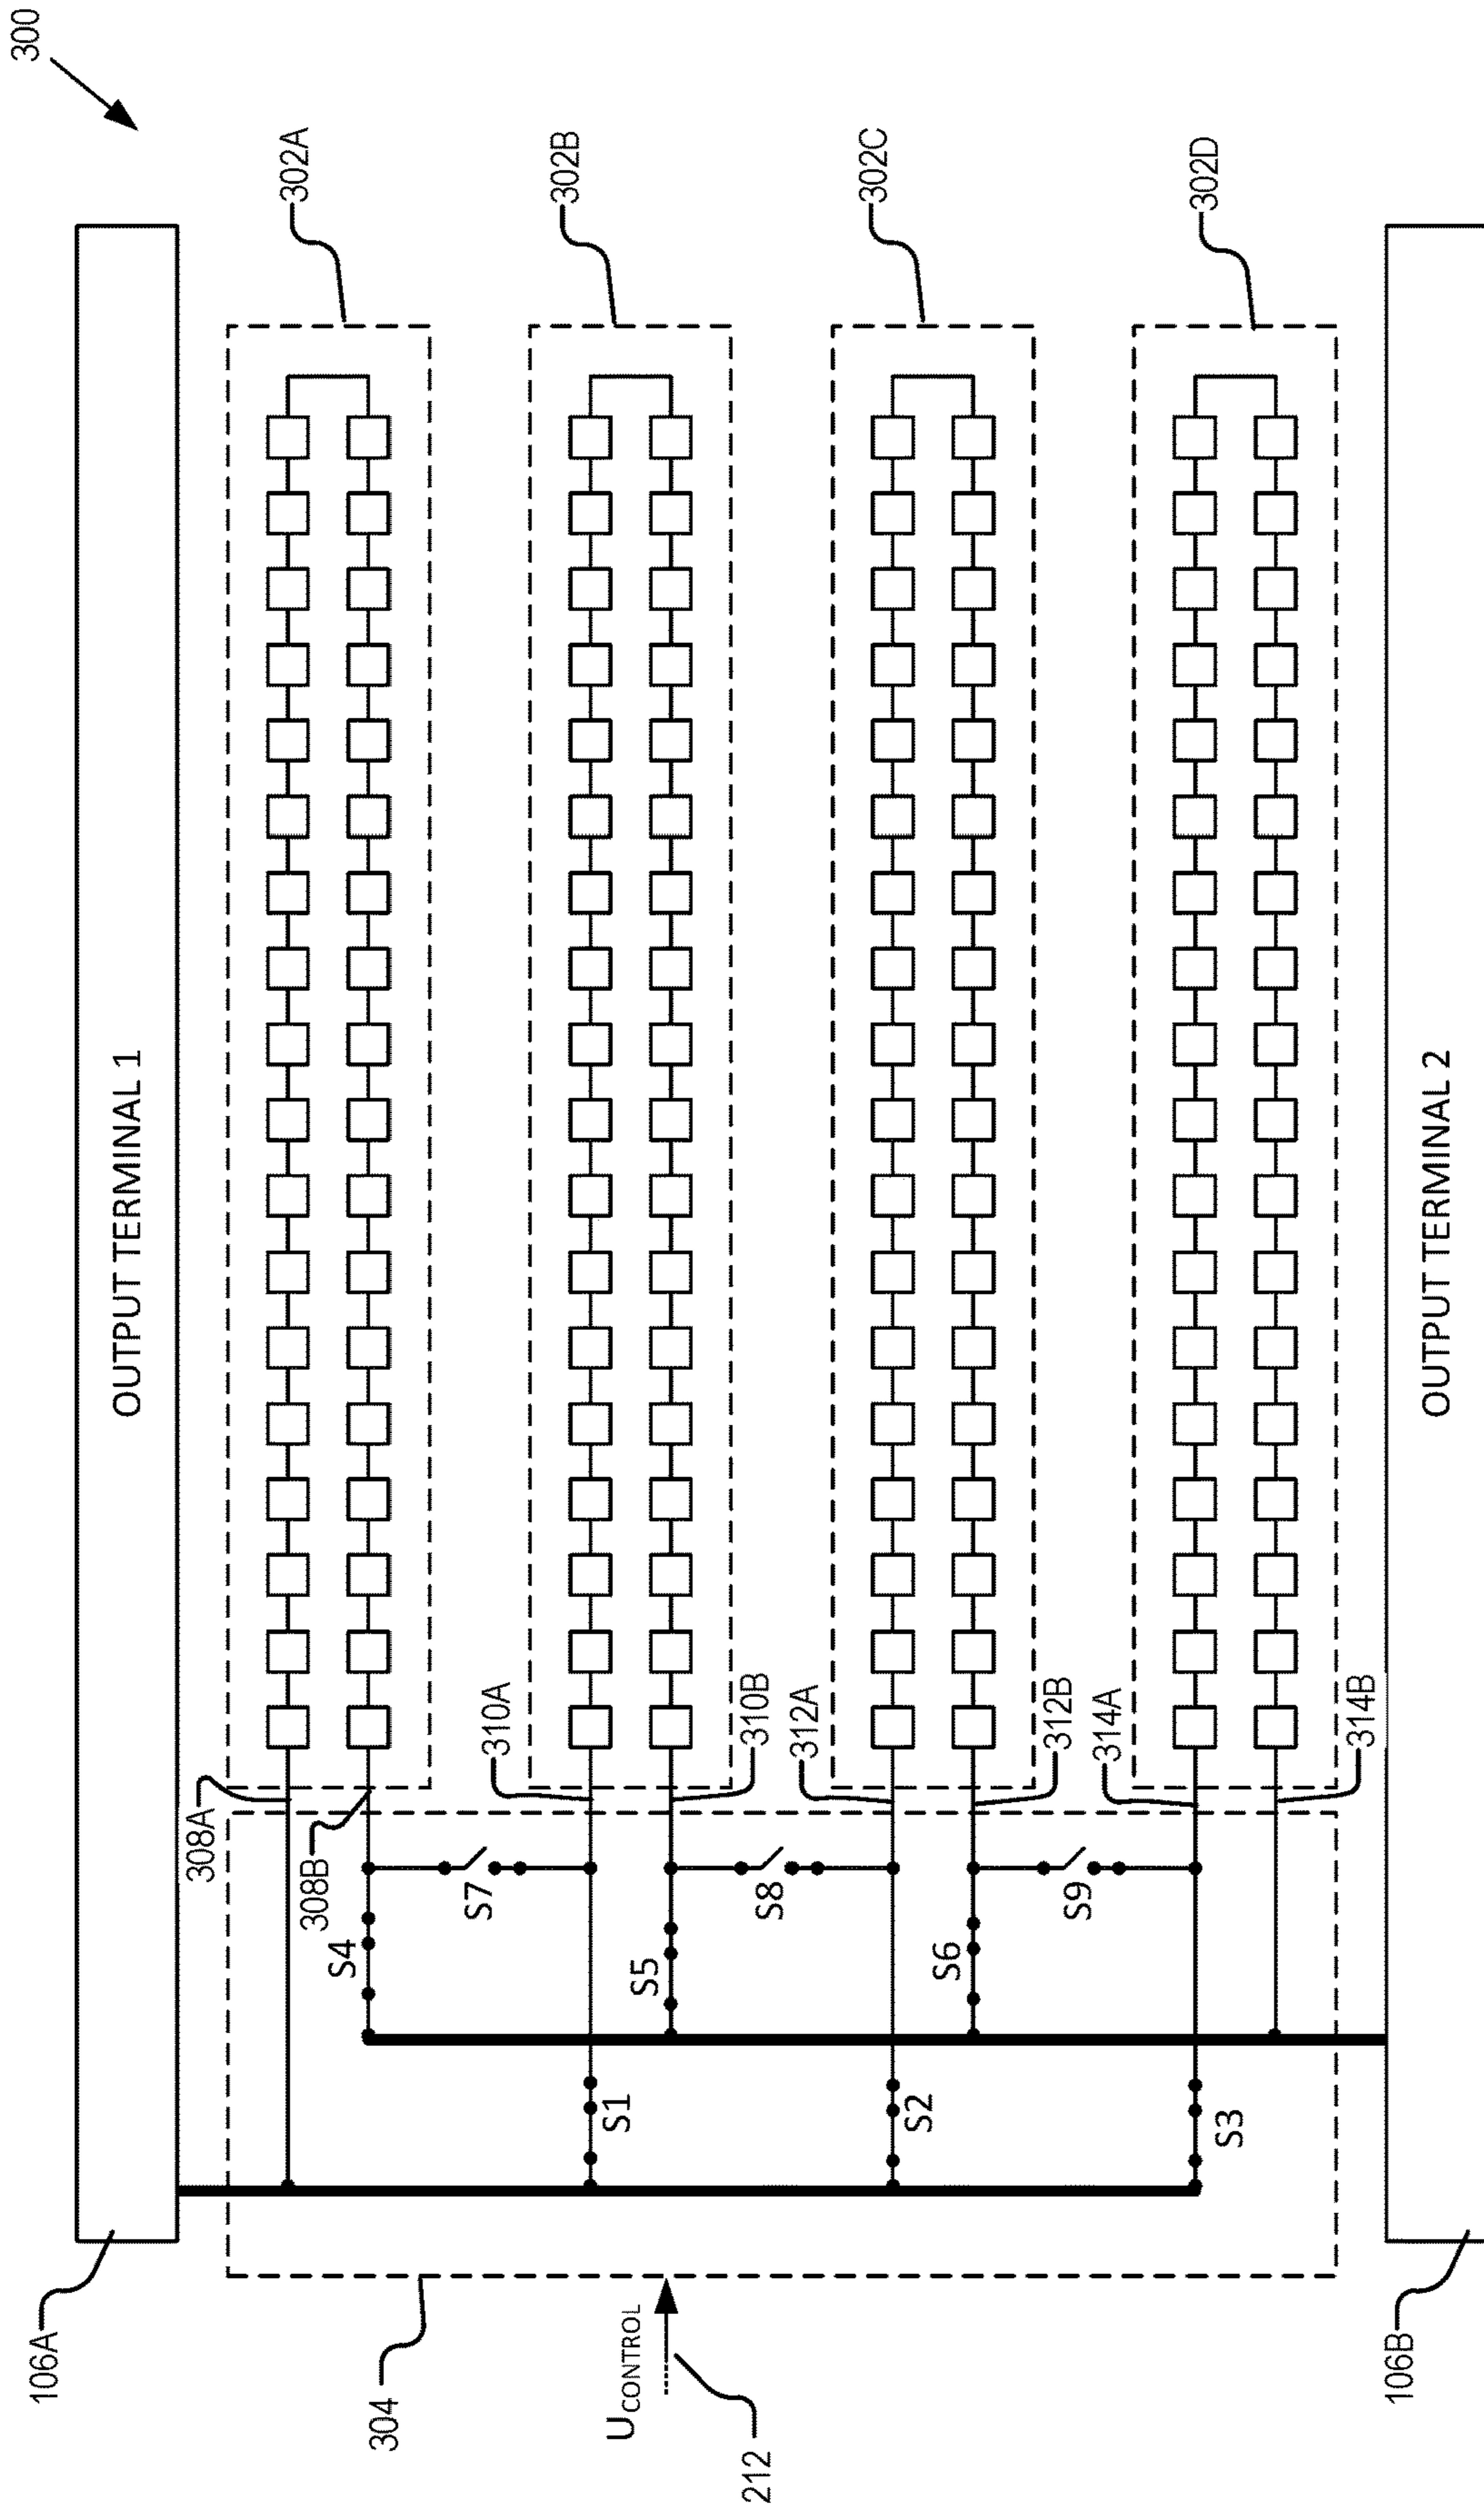 300
OUTPUT TERMINAL 1
302A
302B
302C
302D
308A
308B
310A
310B
312A
312B
314A
314B
S7
S8
S9
S4
S5
S6
S1
S2
S3
OUTPUT TERMINAL 2
106A
304
UCONTROL
212
106B